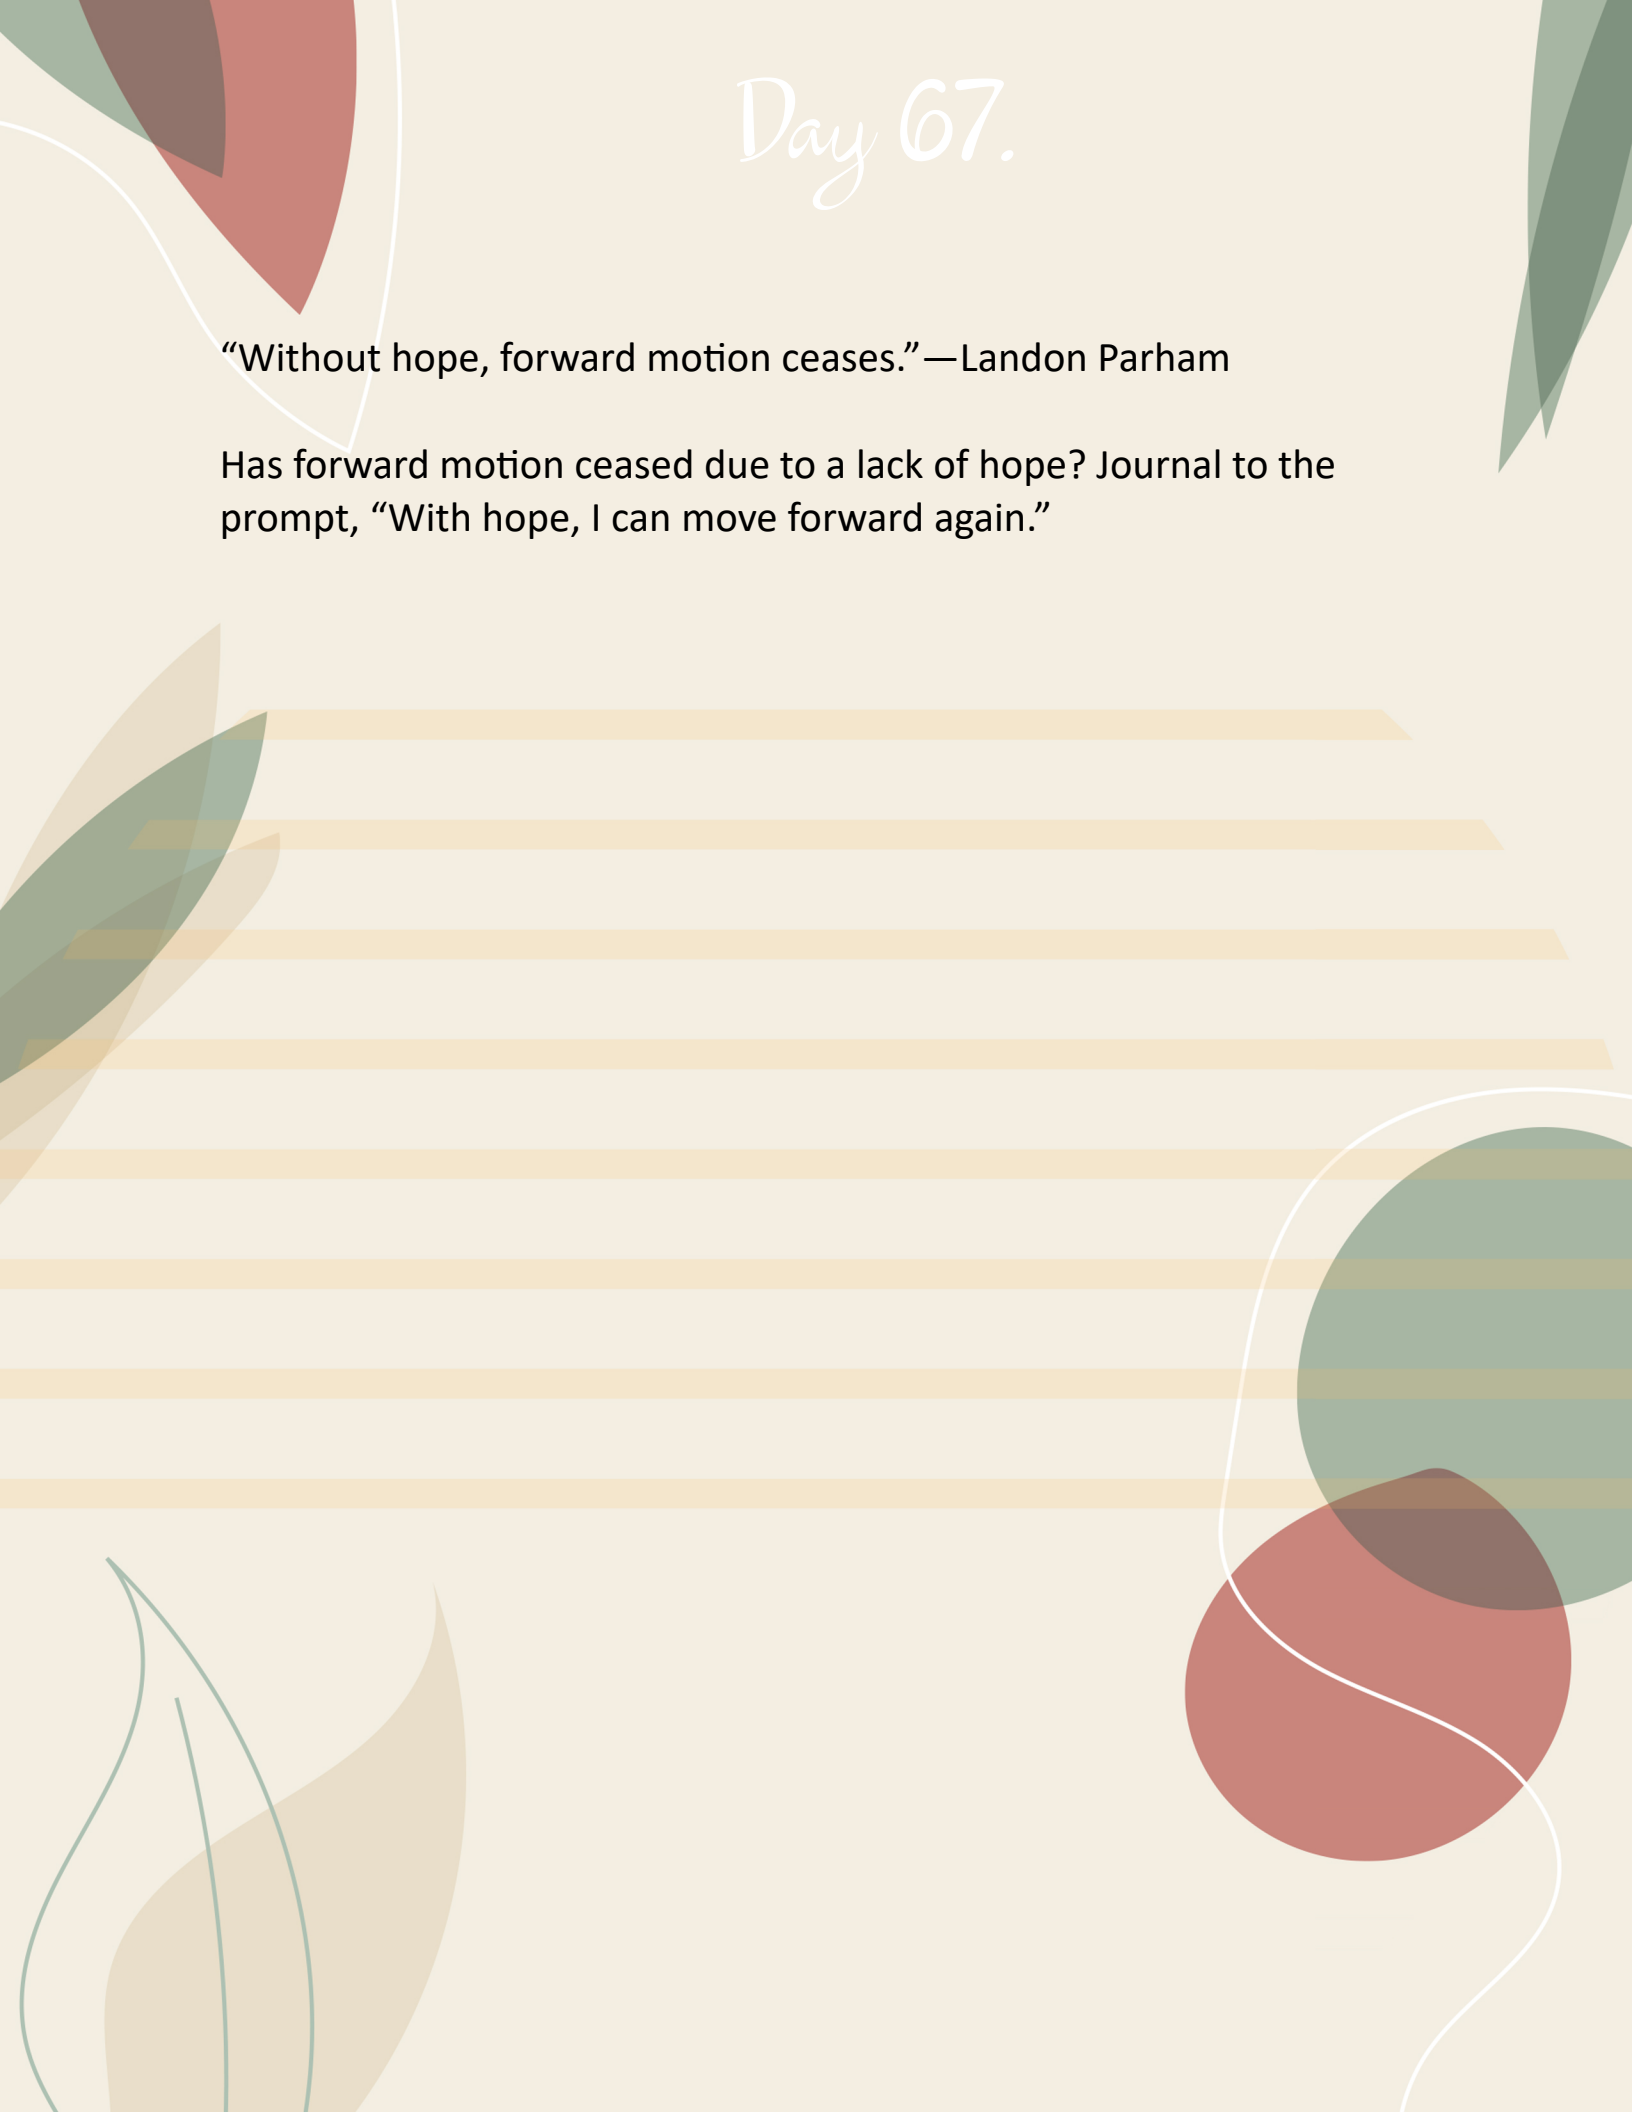 Day 67.
“Without hope, forward motion ceases.”—Landon Parham
Has forward motion ceased due to a lack of hope? Journal to the
prompt, “With hope, I can move forward again.”